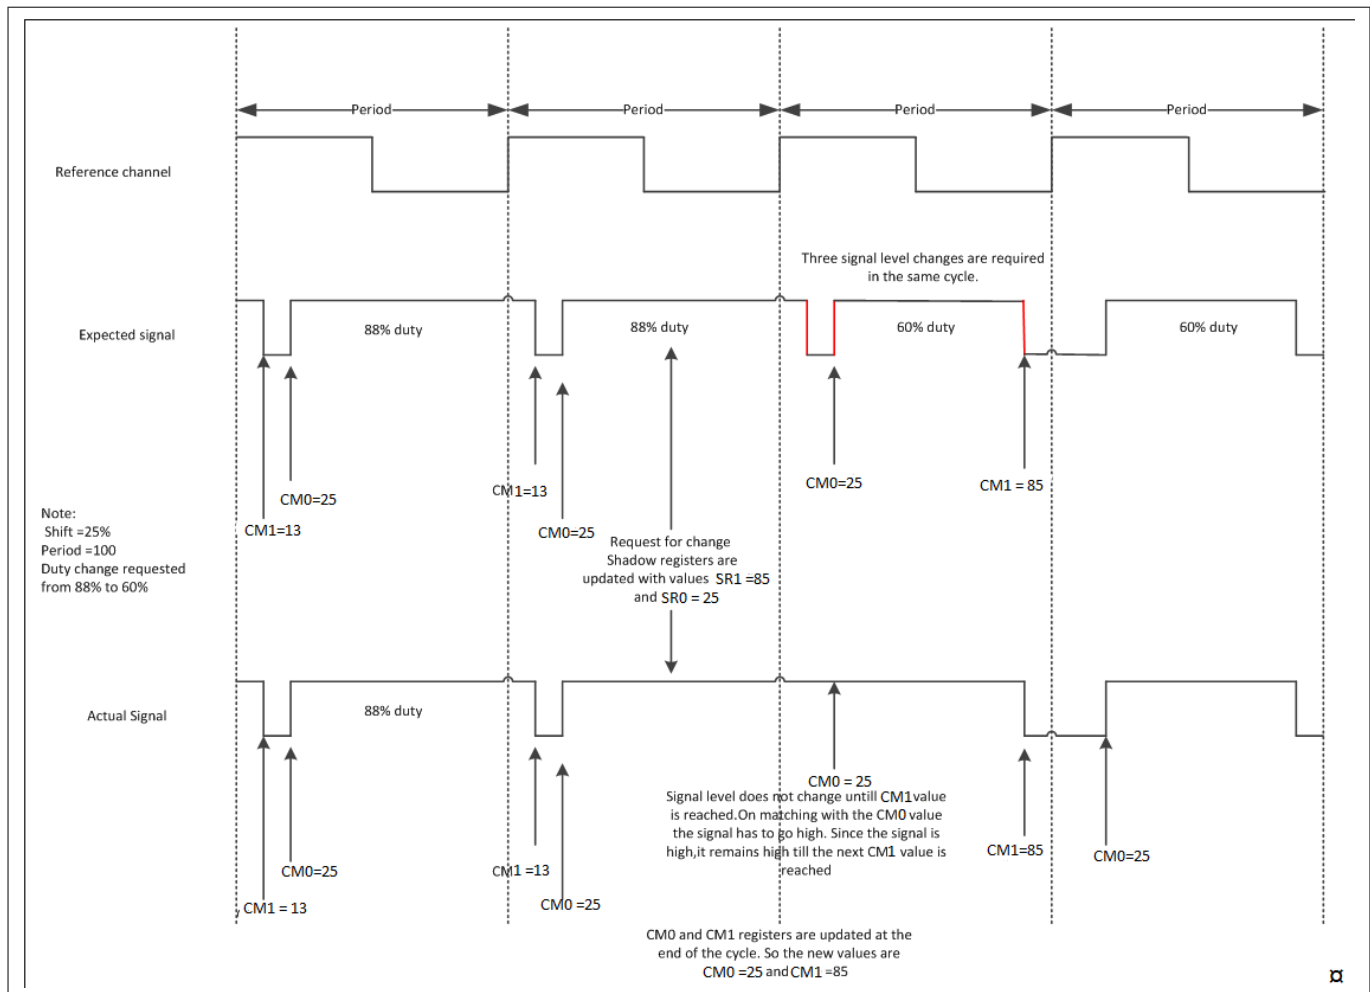 Period
Period
Period
Period
Reference channel
Three signal level changes are required
in the same cycle.
Expected signal
88% duty
88% duty
60% duty
60% duty
CM0=25
CM1=13
CM0=25
CM1 = 85
CM1=13
CM0=25
Note:
Shift =25%
Period =100
Duty change requested
from 88% to 60%
Request for change
Shadow registers are
updated with values SR1 =85
and SR0 = 25
Actual Signal
88% duty
CM0 = 25
Signal level does not change untill CM1 value
is reached.On matching with the CM0 value
the signal has to go high. Since the signal is
high,it remains high till the next CM1 value is
reached
CM0=25
CM1 =13
CM1=85
CM0=25
, CM1 = 13
CM0 =25
CM0 and CM1 registers are updated at the
end of the cycle. So the new values are
CM0 =25 and CM1 =85
¤